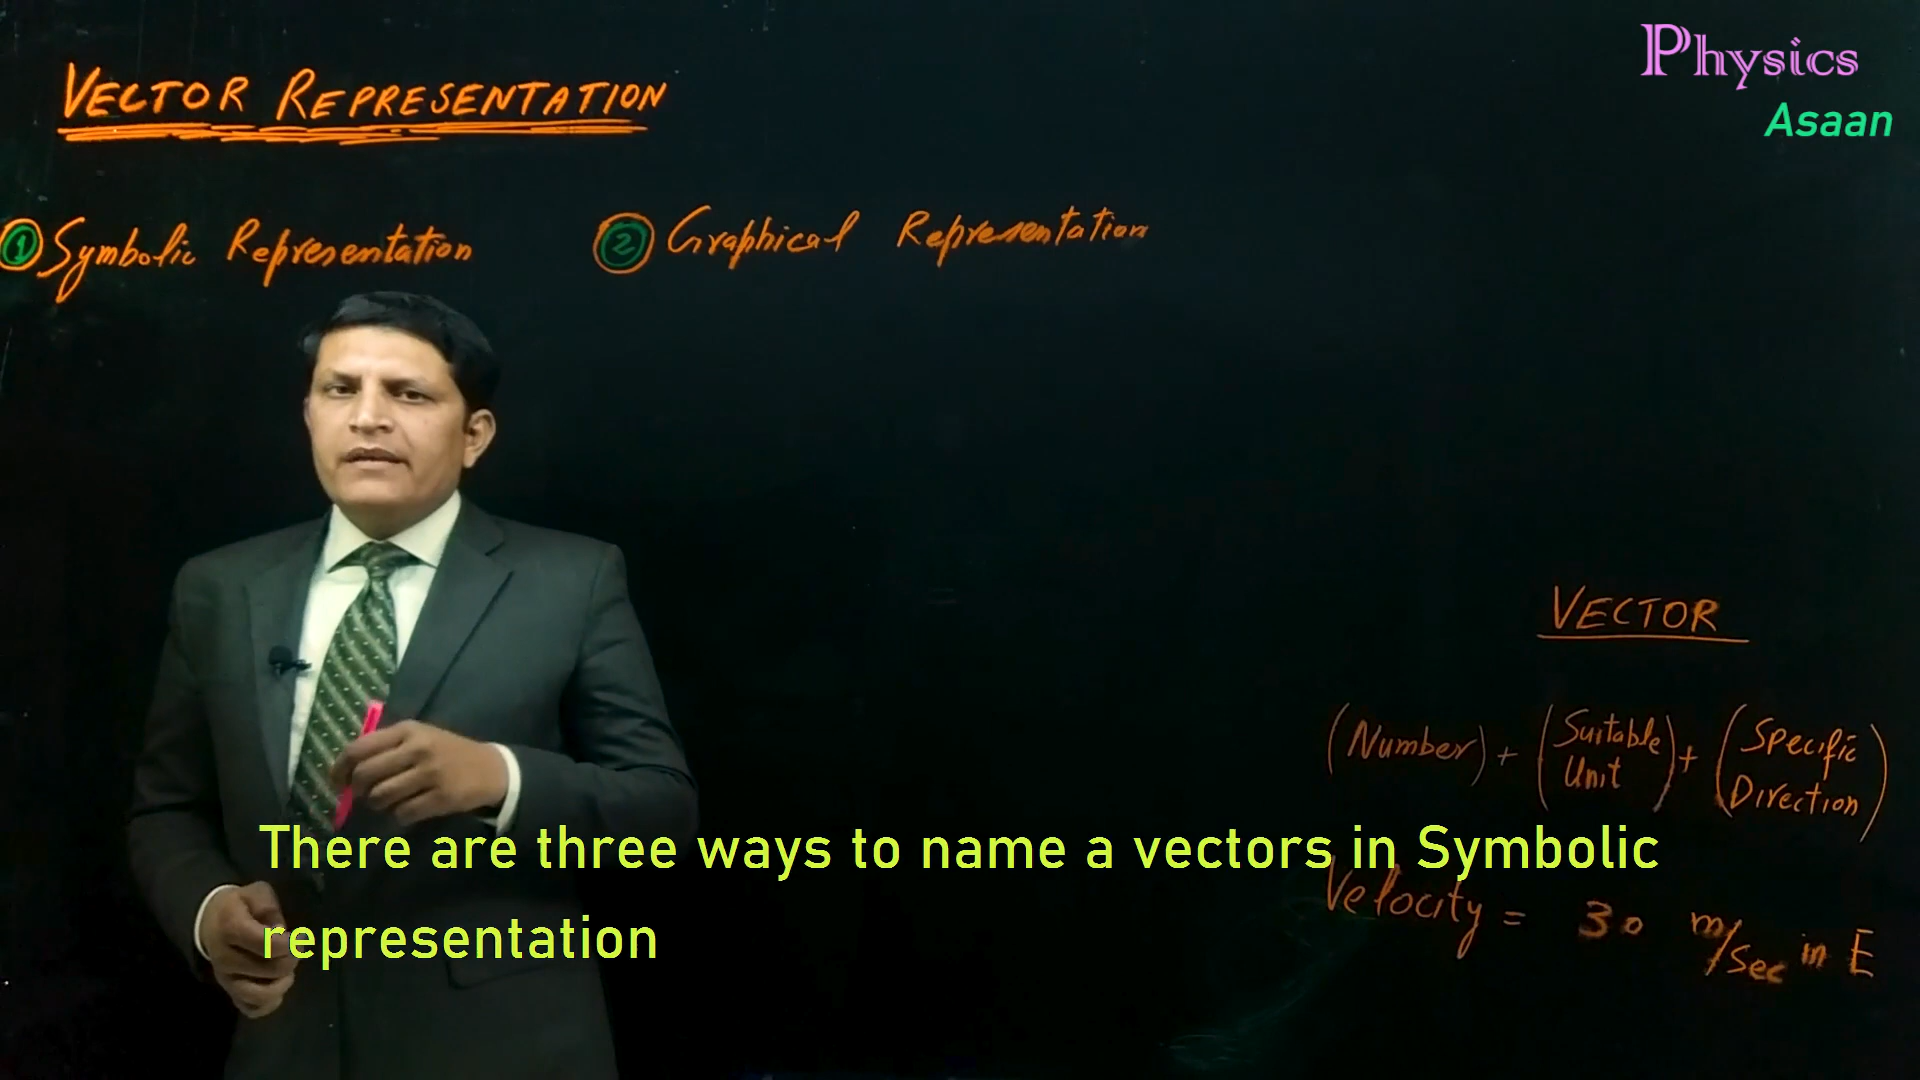 Physics
Asaan
VECTOR REPRESENTATION
1 Symbolic Representation
2 Graphical Representation
VECTOR
(Number) + (Suitable Unit) + (Specific Direction)
Velocity = 30 m/sec in E
There are three ways to name a vectors in Symbolic
representation